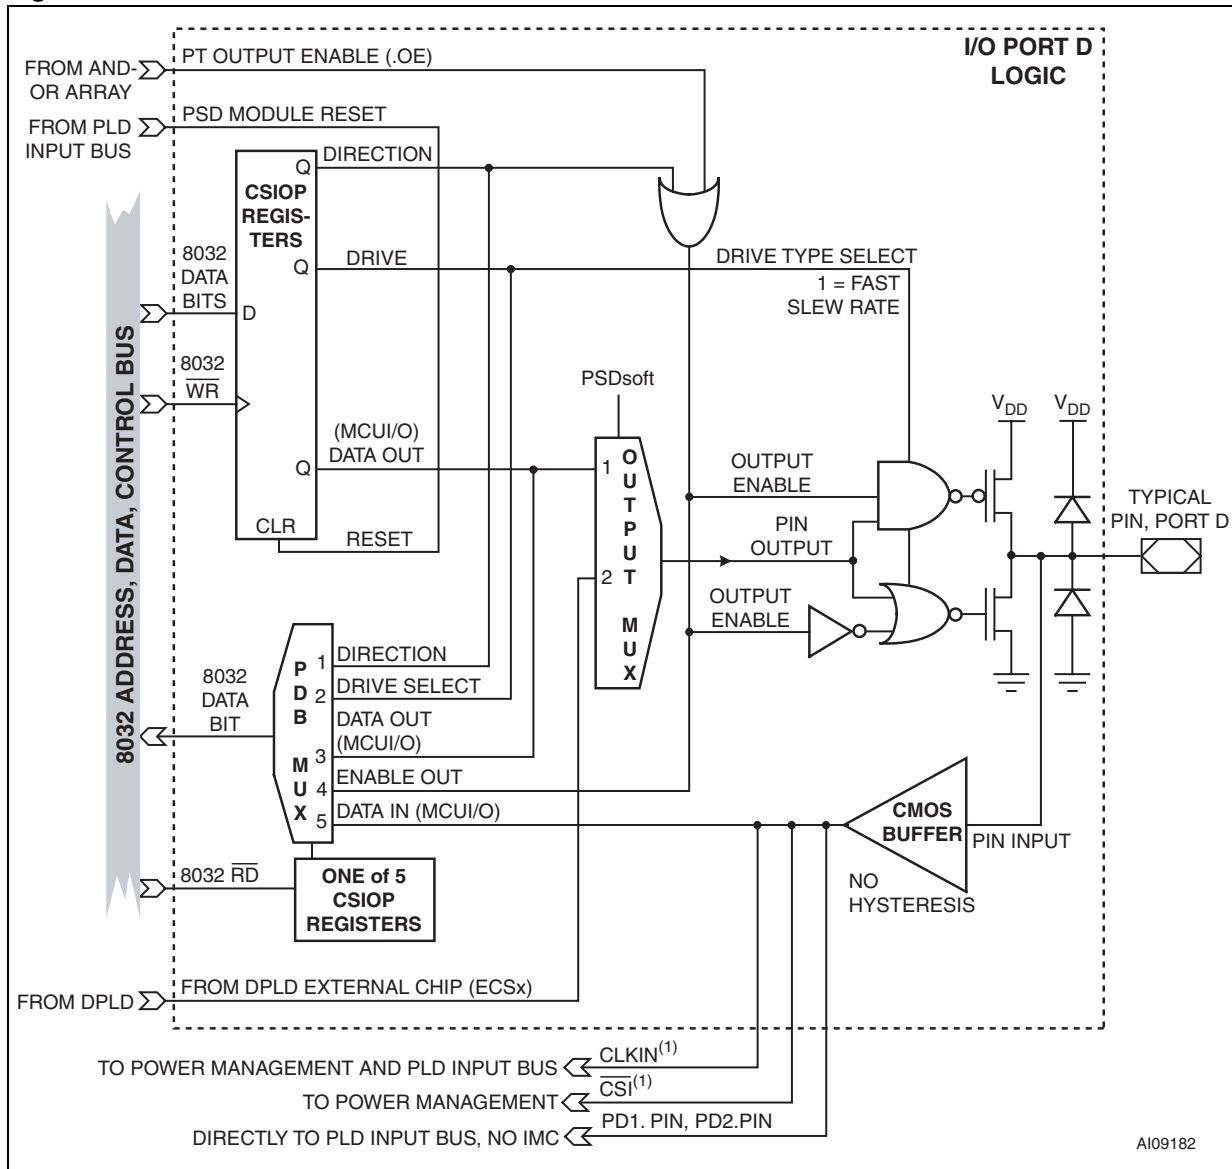 I/O PORT D
LOGIC
PT OUTPUT ENABLE (.OE)
FROM AND-
OR ARRAY
PSD MODULE RESET
FROM PLD
INPUT BUS
DIRECTION
Q
CSIOP
REGIS-
TERS
8032
DATA
BITS
Q
DRIVE
DRIVE TYPE SELECT
1 = FAST
SLEW RATE
D
8032 ADDRESS, DATA, CONTROL BUS
8032
WR
PSDsoft
(MCUI/O)
DATA OUT
Q
1
OUTPUT MUX
2
VDD
VDD
OUTPUT
ENABLE
TYPICAL
PIN, PORT D
CLR
RESET
PIN
OUTPUT
OUTPUT
ENABLE
PDB MUX
1
DIRECTION
2
DRIVE SELECT
8032
DATA
BIT
DATA OUT
(MCUI/O)
3
4
ENABLE OUT
5
DATA IN (MCUI/O)
CMOS
BUFFER
PIN INPUT
NO
HYSTERESIS
8032 RD
ONE of 5
CSIOP
REGISTERS
FROM DPLD
FROM DPLD EXTERNAL CHIP (ECSx)
TO POWER MANAGEMENT AND PLD INPUT BUS
CLKIN(1)
TO POWER MANAGEMENT
CSI(1)
DIRECTLY TO PLD INPUT BUS, NO IMC
PD1. PIN, PD2.PIN
AI09182